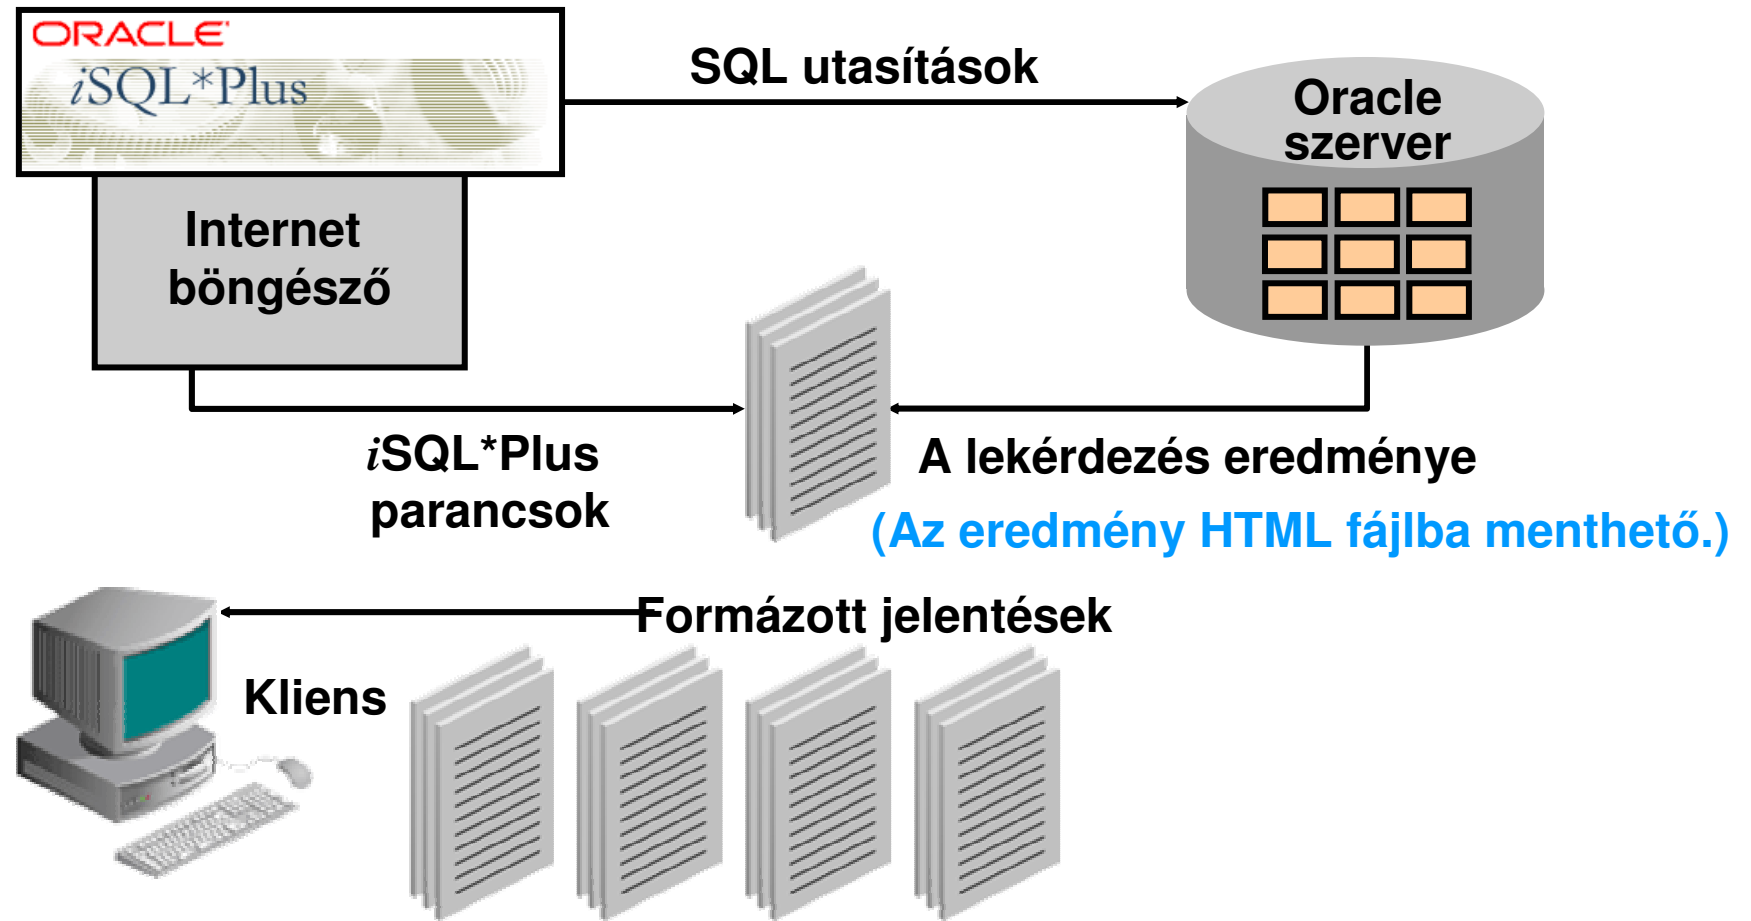 ORACLE
iSQL*Plus
SQL utasítások
Oracle
szerver
Internet
böngésző
iSQL*Plus
parancsok
A lekérdezés eredménye
(Az eredmény HTML fájlba menthető.)
Formázott jelentések
Kliens